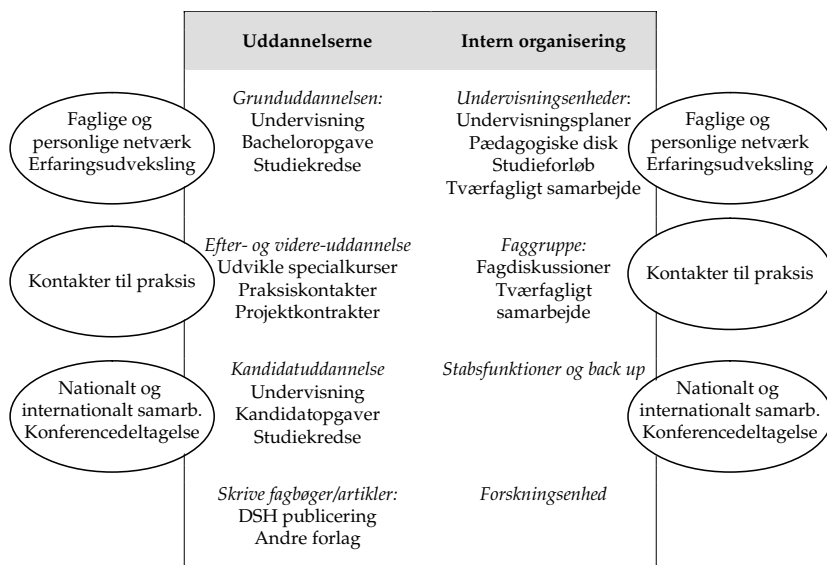 Uddannelserne
Intern organisering
Faglige og
personlige netværk
Erfaringsudveksling
Grunduddannelsen:
Undervisning
Bacheloropgave
Studiekredse
Undervisningsenheder:
Undervisningsplaner
Pædagogiske disk
Studieforløb
Tværfagligt samarbejde
Faglige og
personlige netværk
Erfaringsudveksling
Kontakter til praksis
Efter- og videre-uddannelse
Udvikle specialkurser
Praksiskontakter
Projektkontrakter
Faggruppe:
Fagdiskussioner
Tværfagligt
samarbejde
Kontakter til praksis
Nationalt og
internationalt samarb.
Konferencedeltagelse
Kandidatuddannelse
Undervisning
Kandidatopgaver
Studiekredse
Stabsfunktioner og back up
Nationalt og
internationalt samarb.
Konferencedeltagelse
Skrive fagbøger/artikler:
DSH publicering
Andre forlag
Forskningsenhed